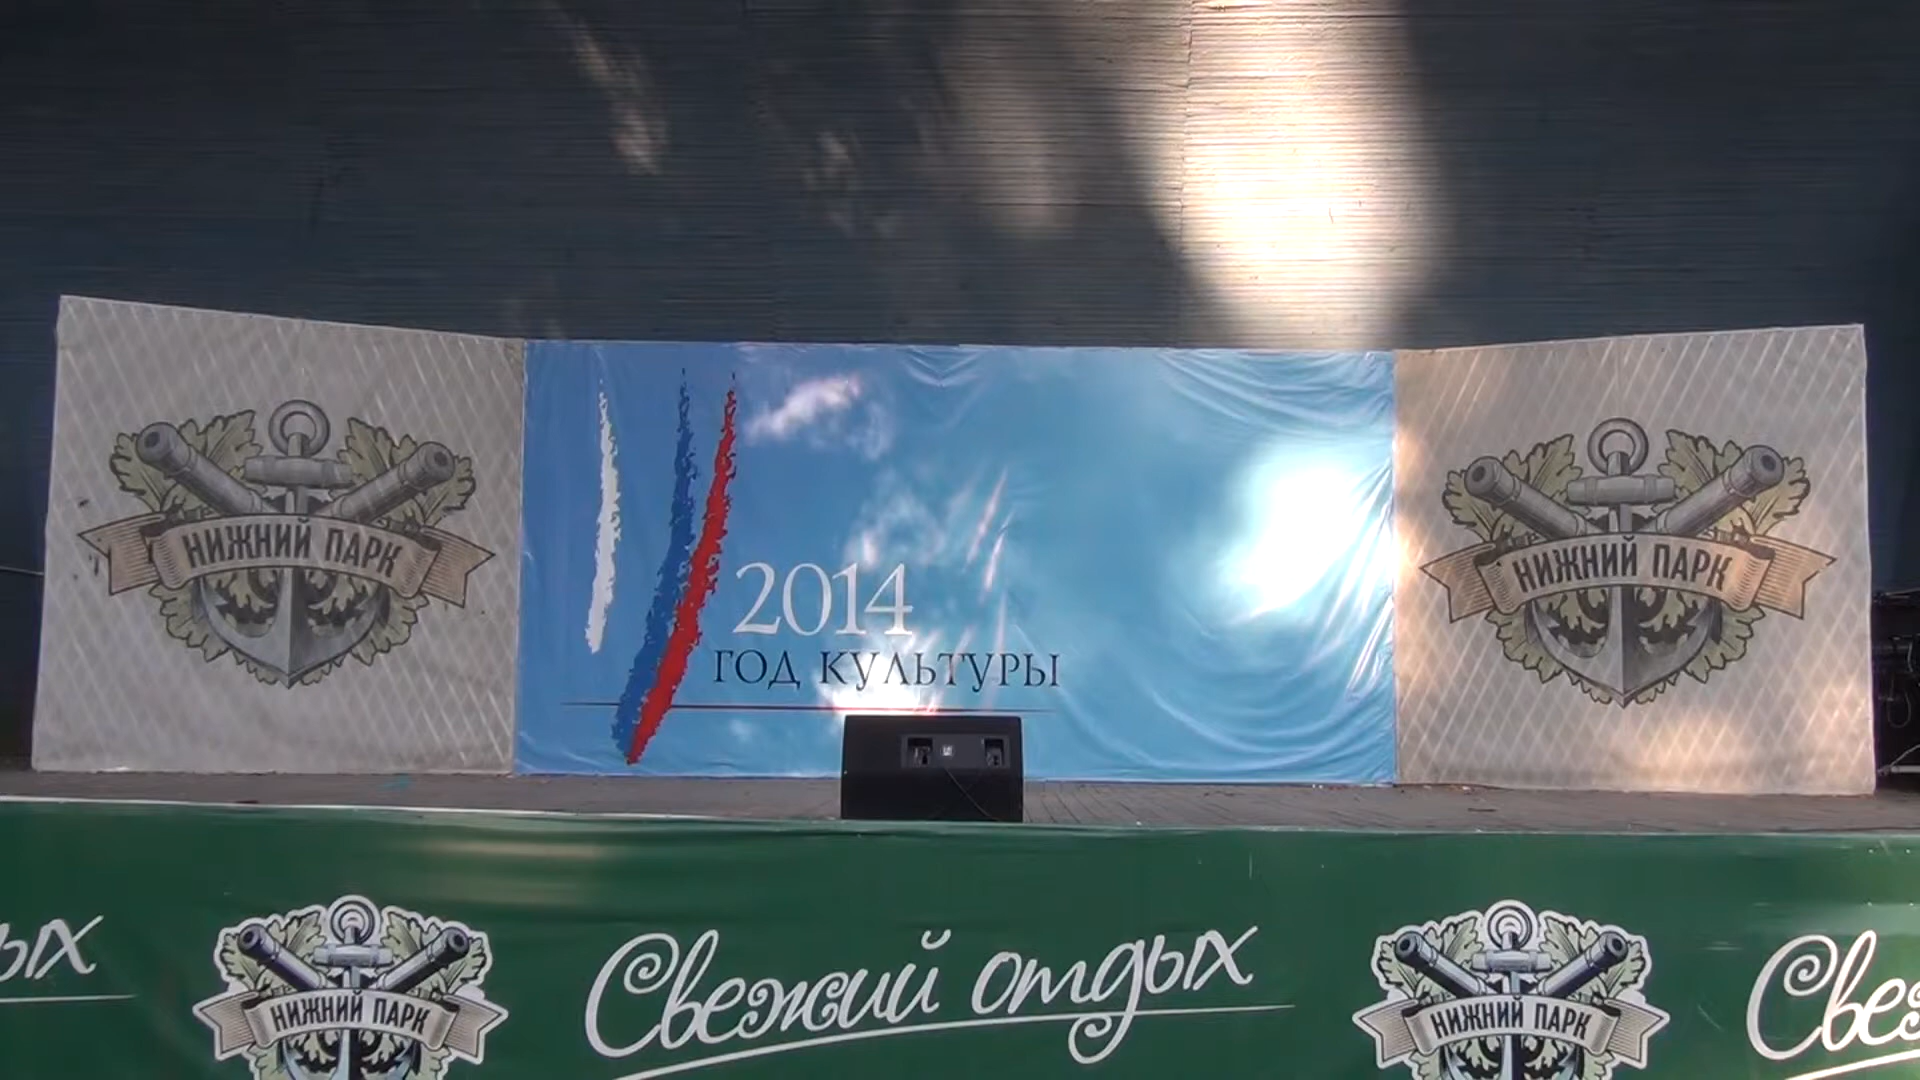 НИЖНИЙ ПАРК
2014
ГОД КУЛЬТУРЫ
НИЖНИЙ ПАРК
ых
НИЖНИЙ ПАРК
Свежий отдых
НИЖНИЙ ПАРК
Све